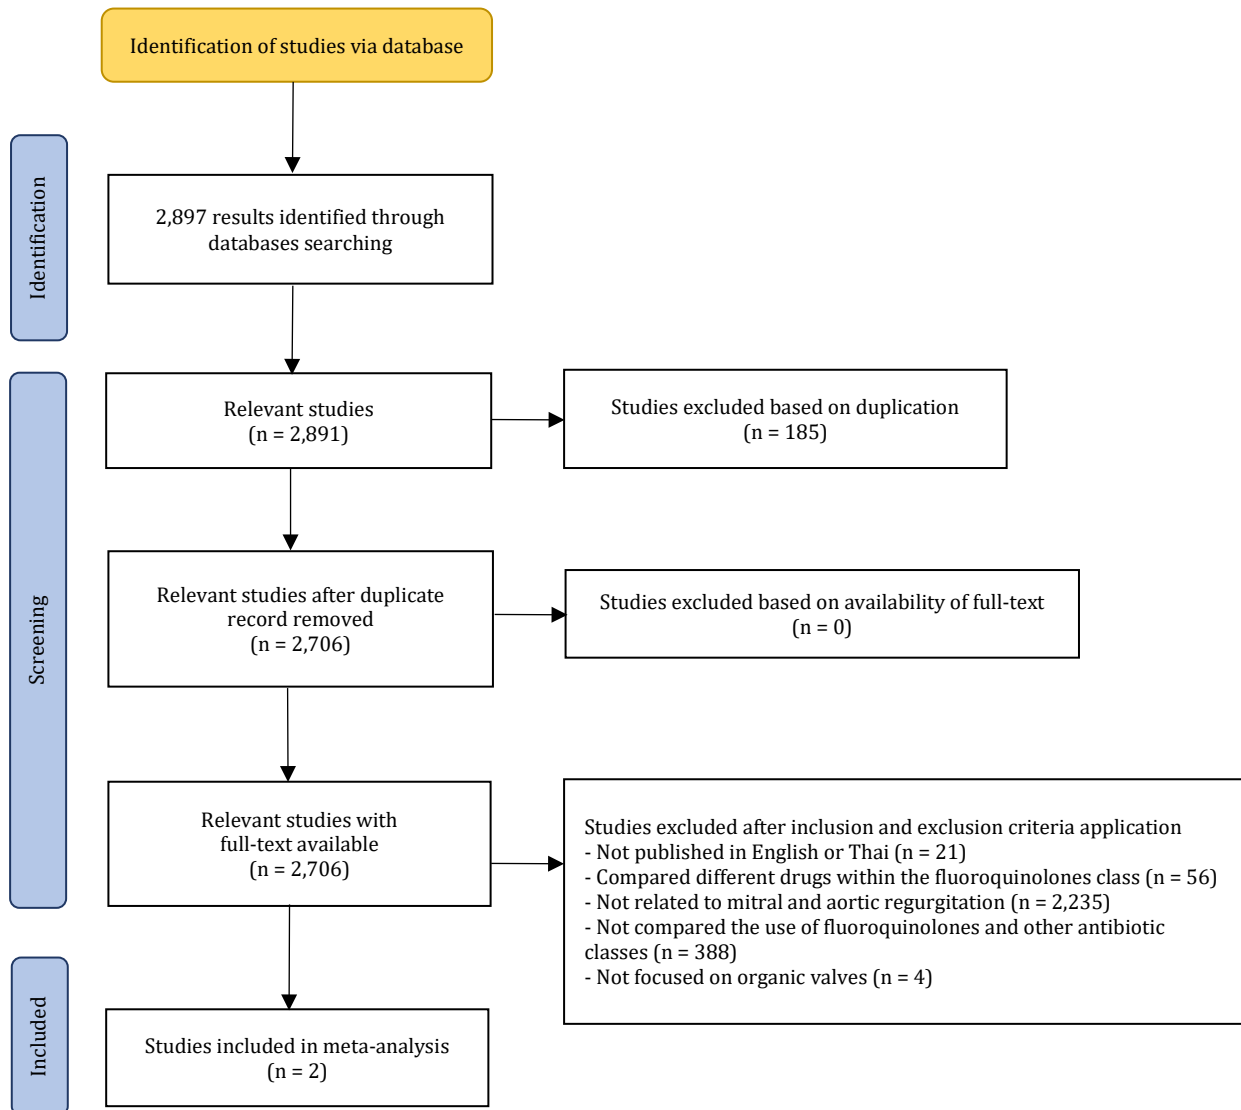 Identification of studies via database
Identification
2,897 results identified through
databases searching
Screening
Relevant studies
(n = 2,891)
Studies excluded based on duplication
(n = 185)
Relevant studies after duplicate
record removed
(n = 2,706)
Studies excluded based on availability of full-text
(n = 0)
Relevant studies with
full-text available
(n = 2,706)
Studies excluded after inclusion and exclusion criteria application
- Not published in English or Thai (n = 21)
- Compared different drugs within the fluoroquinolones class (n = 56)
- Not related to mitral and aortic regurgitation (n = 2,235)
- Not compared the use of fluoroquinolones and other antibiotic
classes (n = 388)
- Not focused on organic valves (n = 4)
Included
Studies included in meta-analysis
(n = 2)